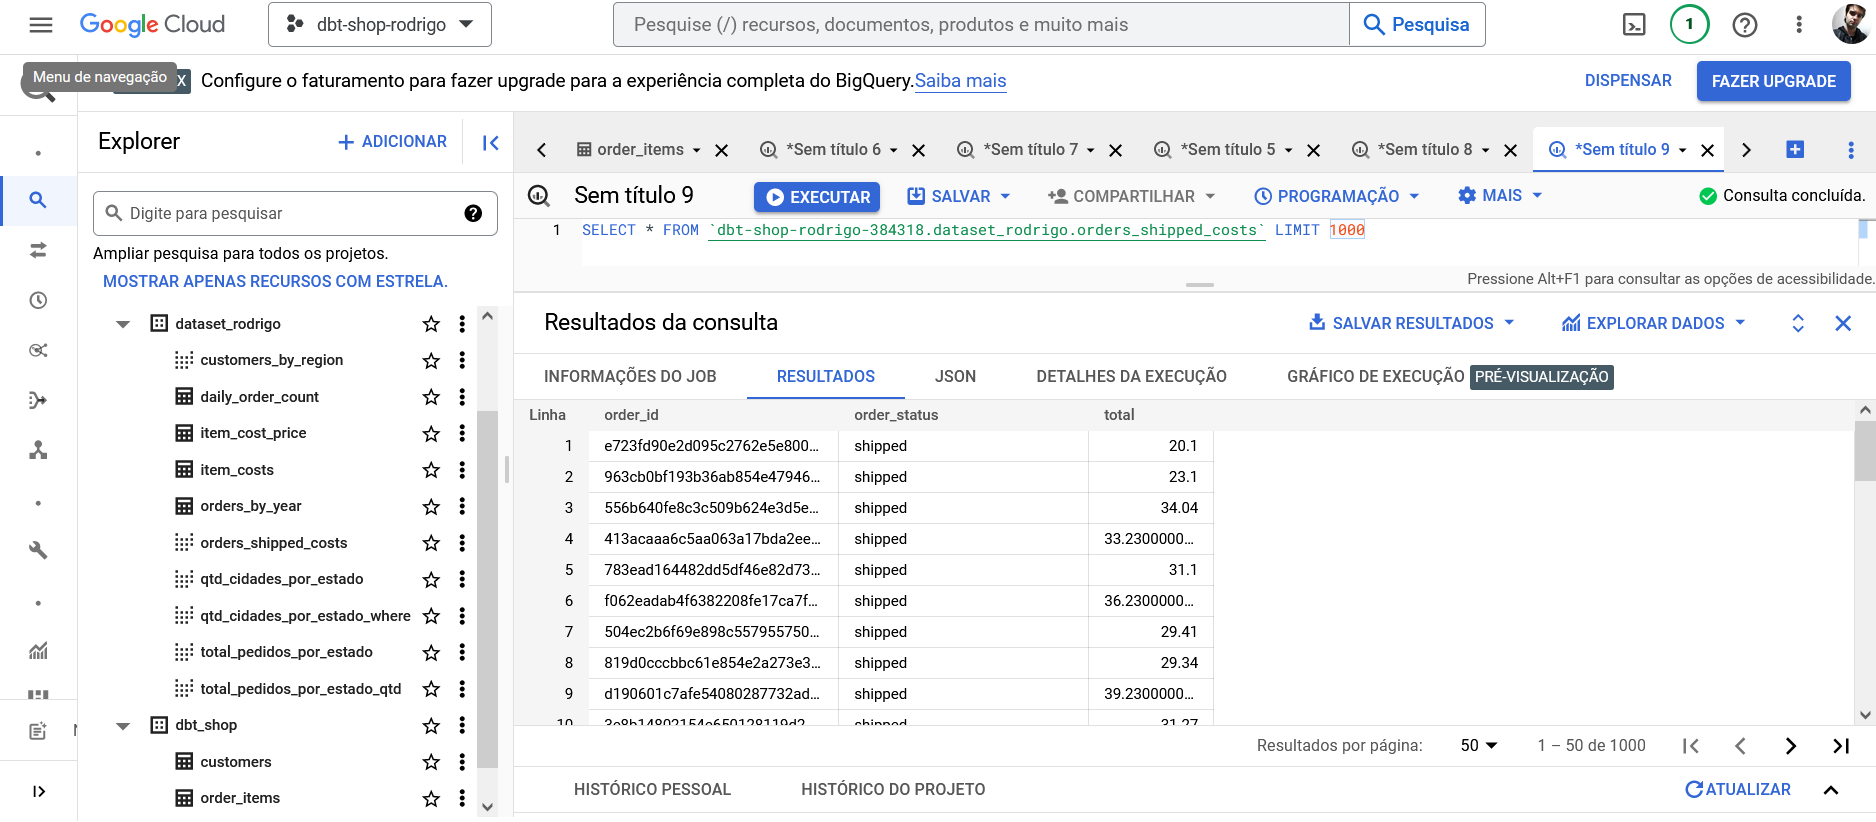 Google Cloud
dbt-shop-rodrigo
Pesquise (/) recursos, documentos, produtos e muito mais
Pesquisa
1
Menu de navegação
X
Configure o faturamento para fazer upgrade para a experiência completa do BigQuery. Saiba mais
DISPENSAR
FAZER UPGRADE
Explorer
ADICIONAR
order_items
*Sem título 6
*Sem título 7
*Sem título 5
*Sem título 8
*Sem título 9
Digite para pesquisar
Ampliar pesquisa para todos os projetos.
MOSTRAR APENAS RECURSOS COM ESTRELA.
dataset_rodrigo
customers_by_region
daily_order_count
item_cost_price
item_costs
orders_by_year
orders_shipped_costs
qtd_cidades_por_estado
qtd_cidades_por_estado_where
total_pedidos_por_estado
total_pedidos_por_estado_qtd
dbt_shop
customers
order_items
Sem título 9
EXECUTAR
SALVAR
COMPARTILHAR
PROGRAMAÇÃO
MAIS
Consulta concluída.
1 SELECT * FROM `dbt-shop-rodrigo-384318.dataset_rodrigo.orders_shipped_costs` LIMIT 1000
Pressione Alt+F1 para consultar as opções de acessibilidade.
Resultados da consulta
SALVAR RESULTADOS
EXPLORAR DADOS
INFORMAÇÕES DO JOB
RESULTADOS
JSON
DETALHES DA EXECUÇÃO
GRÁFICO DE EXECUÇÃO PRÉ-VISUALIZAÇÃO
Linha order_id order_status total
1 e723fd90e2d095c2762e5e800... shipped 20.1
2 963cb0bf193b36ab854e47946... shipped 23.1
3 556b640fe8c3c509b624e3d5e... shipped 34.04
4 413acaaa6c5aa063a17bda2ee... shipped 33.2300000...
5 783ead164482dd5df46e82d73... shipped 31.1
6 f062eadab4f6382208fe17ca7f... shipped 36.2300000...
7 504ec2b6f69e898c557955750... shipped 29.41
8 819d0cccbbc61e854e2a273e3... shipped 29.34
9 d190601c7afe54080287732ad... shipped 39.2300000...
10 shipped 31.27
Resultados por página: 50 1 – 50 de 1000
HISTÓRICO PESSOAL
HISTÓRICO DO PROJETO
ATUALIZAR